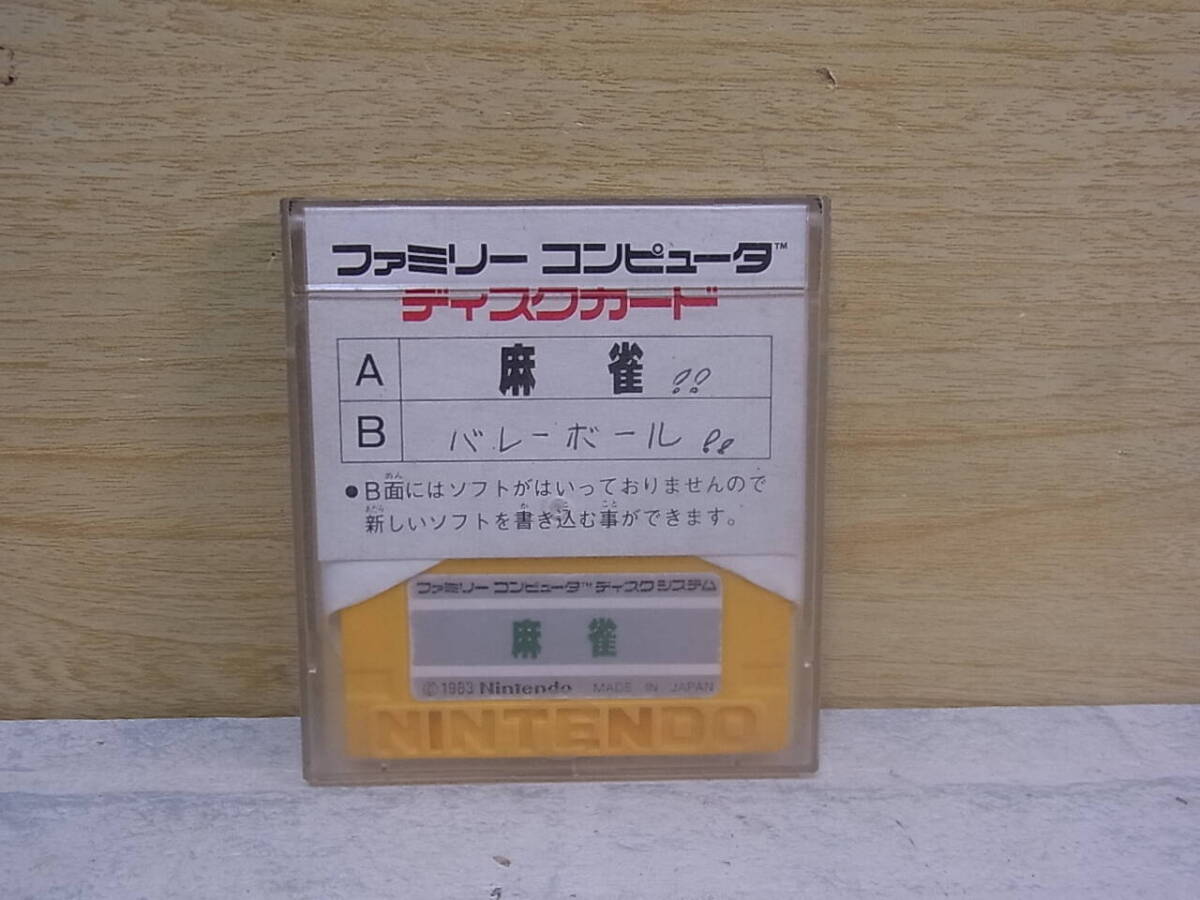 ファミリー コンピュータ™
ディスクカード
A 麻 雀!!
B バレーボール!!
●B面にはソフトがはいっておりませんので
新しいソフトを書き込む事ができます。
ファミリー コンピュータ™ ディスクシステム
麻 雀
©1983 Nintendo MADE IN JAPAN
NINTENDO